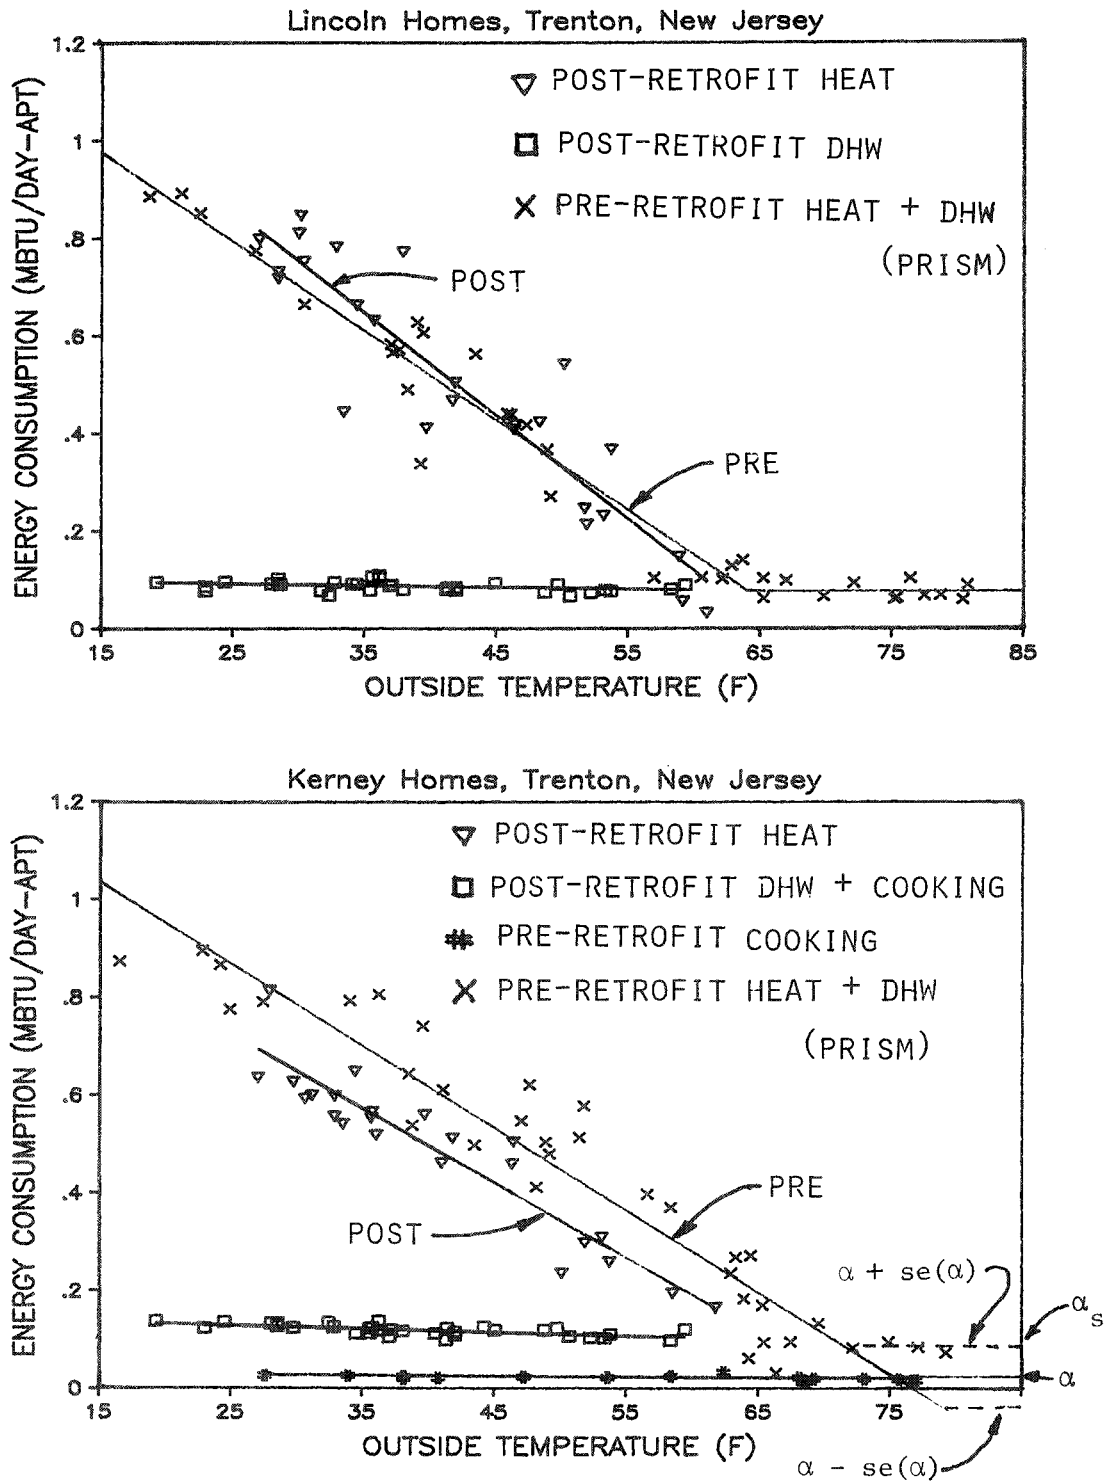 Lincoln Homes, Trenton, New Jersey
ENERGY CONSUMPTION (MBTU/DAY-APT)
1.2
1
.8
.6
.4
.2
0
POST-RETROFIT HEAT
POST-RETROFIT DHW
PRE-RETROFIT HEAT + DHW
(PRISM)
POST
PRE
15 25 35 45 55 65 75 85
OUTSIDE TEMPERATURE (F)
Kerney Homes, Trenton, New Jersey
ENERGY CONSUMPTION (MBTU/DAY-APT)
1.2
1
.8
.6
.4
.2
0
POST-RETROFIT HEAT
POST-RETROFIT DHW + COOKING
PRE-RETROFIT COOKING
PRE-RETROFIT HEAT + DHW
(PRISM)
PRE
POST
α + se(α)
αs
α
α - se(α)
15 25 35 45 55 65 75
OUTSIDE TEMPERATURE (F)